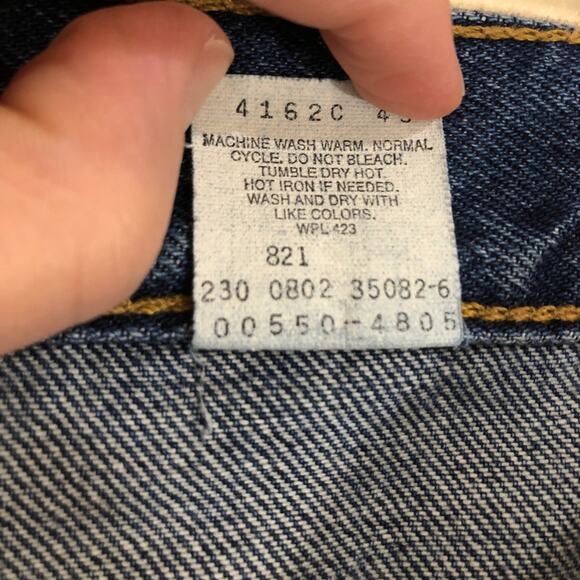 4162C 4
MACHINE WASH WARM. NORMAL
CYCLE. DO NOT BLEACH.
TUMBLE DRY HOT.
HOT IRON IF NEEDED.
WASH AND DRY WITH
LIKE COLORS.
WPL 423
821
230 0802 35082-6
00550-4805